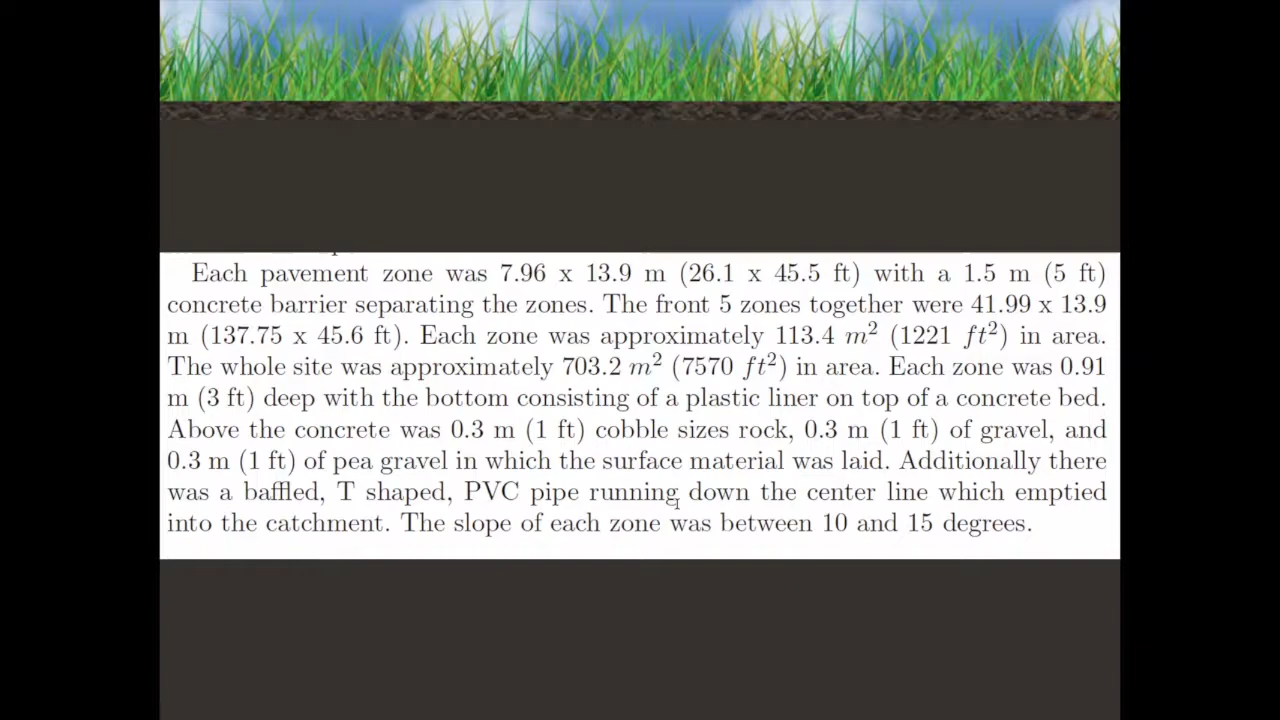 Each pavement zone was 7.96 x 13.9 m (26.1 x 45.5 ft) with a 1.5 m (5 ft)
concrete barrier separating the zones. The front 5 zones together were 41.99 x 13.9
m (137.75 x 45.6 ft). Each zone was approximately 113.4 m² (1221 ft²) in area.
The whole site was approximately 703.2 m² (7570 ft²) in area. Each zone was 0.91
m (3 ft) deep with the bottom consisting of a plastic liner on top of a concrete bed.
Above the concrete was 0.3 m (1 ft) cobble sizes rock, 0.3 m (1 ft) of gravel, and
0.3 m (1 ft) of pea gravel in which the surface material was laid. Additionally there
was a baffled, T shaped, PVC pipe running down the center line which emptied
into the catchment. The slope of each zone was between 10 and 15 degrees.